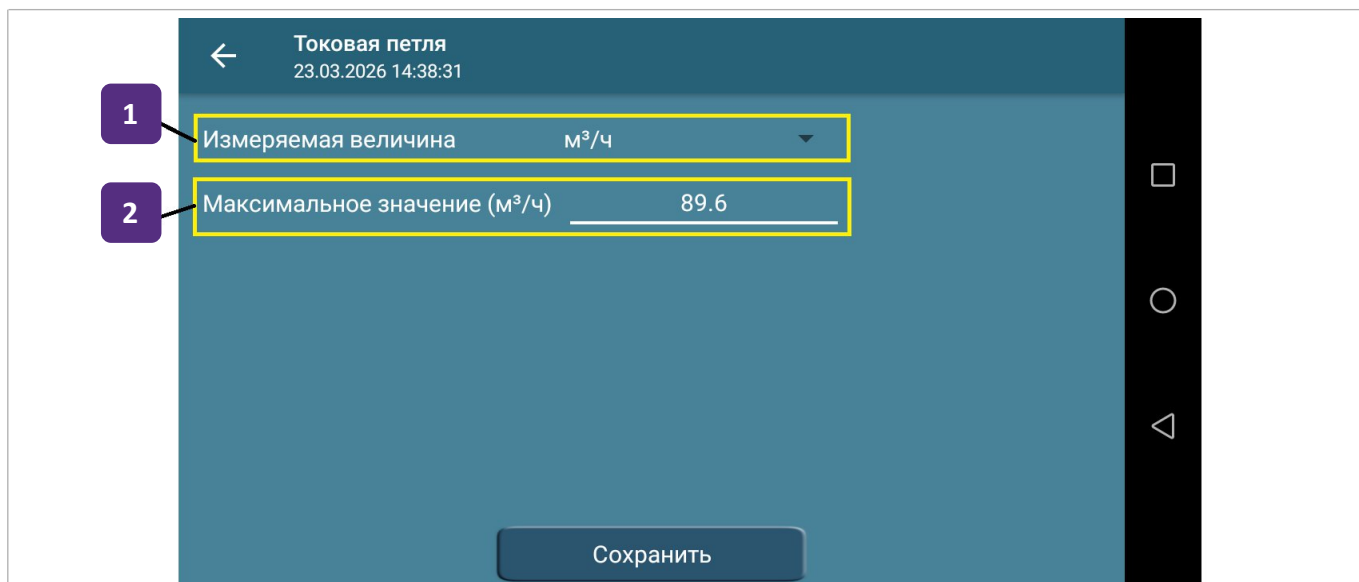 Токовая петля
23.03.2026 14:38:31
1
Измеряемая величина м³/ч
2
Максимальное значение (м³/ч) 89.6
Сохранить